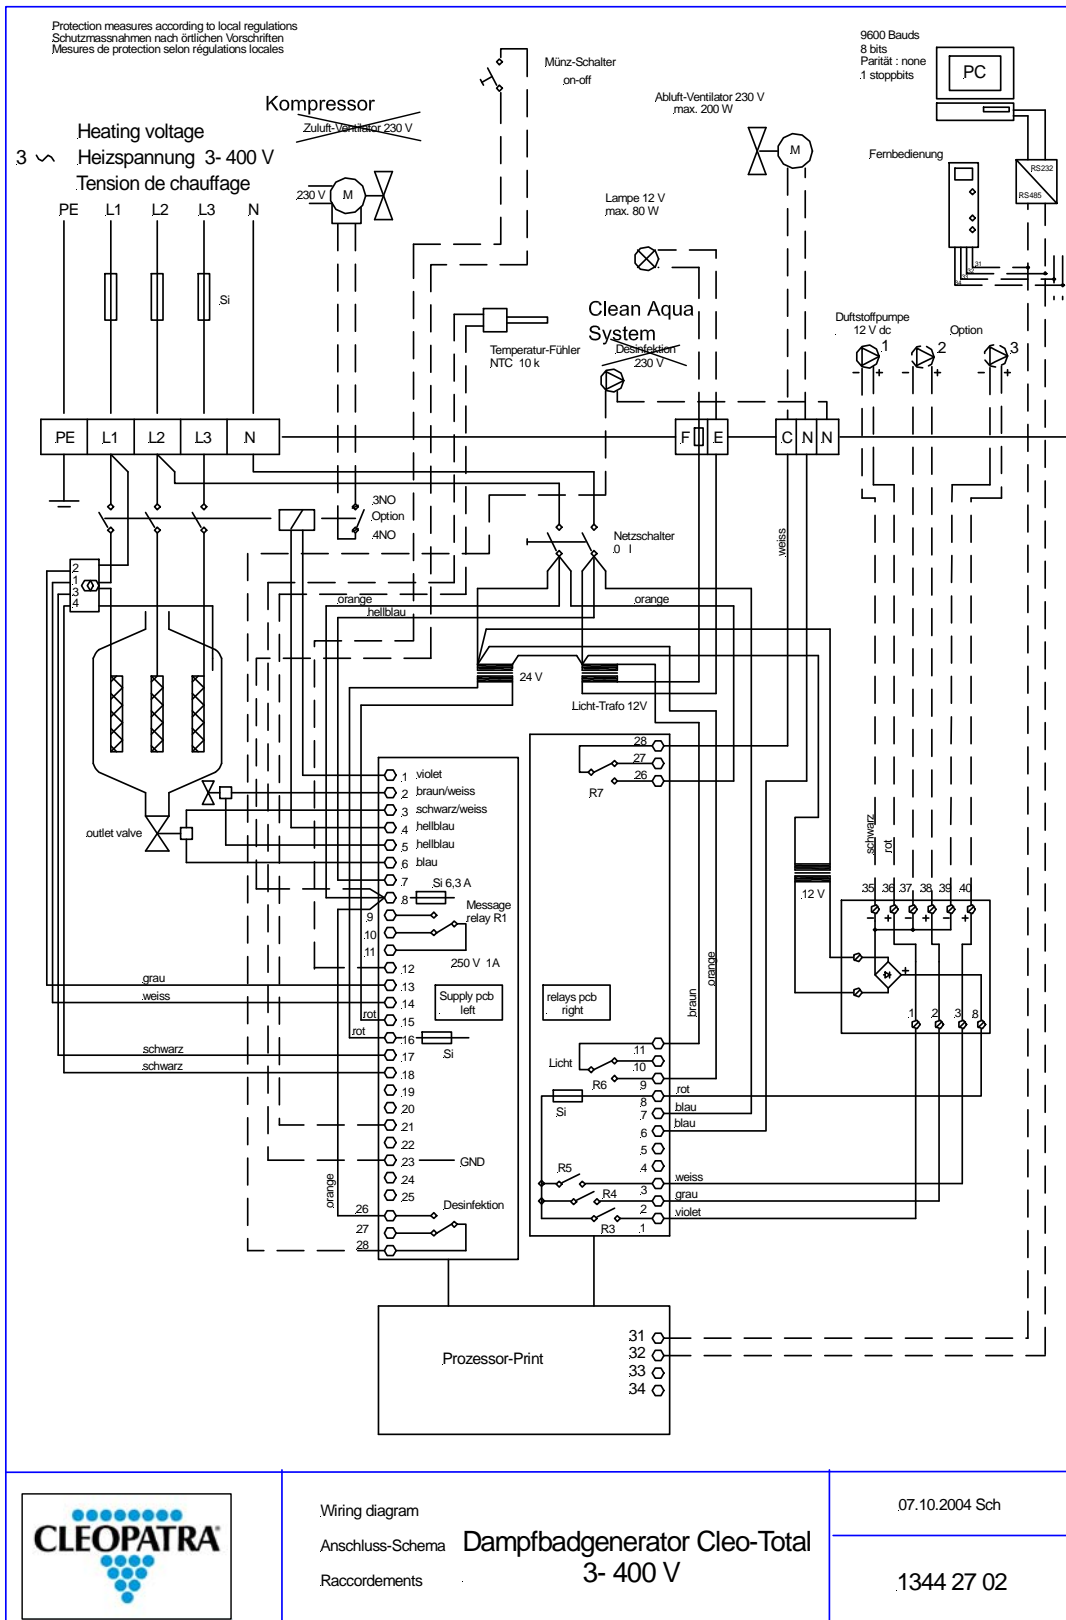 Protection measures according to local regulations
Schutzmassnahmen nach örtlichen Vorschriften
Mesures de protection selon régulations locales
Kompressor
Zuluft-Ventilator 230 V
Münz-Schalter
on-off
Abluft-Ventilator 230 V
max. 200 W
9600 Bauds
8 bits
Parität : none
1 stoppbits
PC
Heating voltage
3 ~ Heizspannung 3- 400 V
Tension de chauffage
230 V
M
M
Lampe 12 V
max. 80 W
Fernbedienung
RS232
RS485
31
32
33
34
PE L1 L2 L3 N
Si
Clean Aqua
System
Desinfektion
230 V
Temperatur-Fühler
NTC 10 k
Duftstoffpumpe
12 V dc
Option
1 2 3
- + - + - +
PE L1 L2 L3 N
F E
C N N
3NO
Option
4NO
Netzschalter
0 I
weiss
2
1
3
4
orange
hellblau
orange
24 V
Licht-Trafo 12V
1 violet
2 braun/weiss
3 schwarz/weiss
4 hellblau
5 hellblau
6 blau
7
8 Si 6,3 A
9 Message
10 relay R1
11
250 V 1A
12
13
14
15
16
Si
17
18
19
20
21
22
23 GND
24
25
26 Desinfektion
27
28
outlet valve
grau
weiss
rot
rot
schwarz
schwarz
orange
Supply pcb
left
relays pcb
right
28
27
26
R7
braun
orange
11
10
9
8
7
6
5
4
3
2
1
Licht
R6
Si
R5
R4
R3
rot
blau
blau
weiss
grau
violet
12 V
schwarz
rot
35 36 37 38 39 40
- + - + - +
+
1 2 3 8
Prozessor-Print
31
32
33
34
CLEOPATRA
Wiring diagram
Anschluss-Schema
Raccordements
Dampfbadgenerator Cleo-Total
3- 400 V
07.10.2004 Sch
1344 27 02